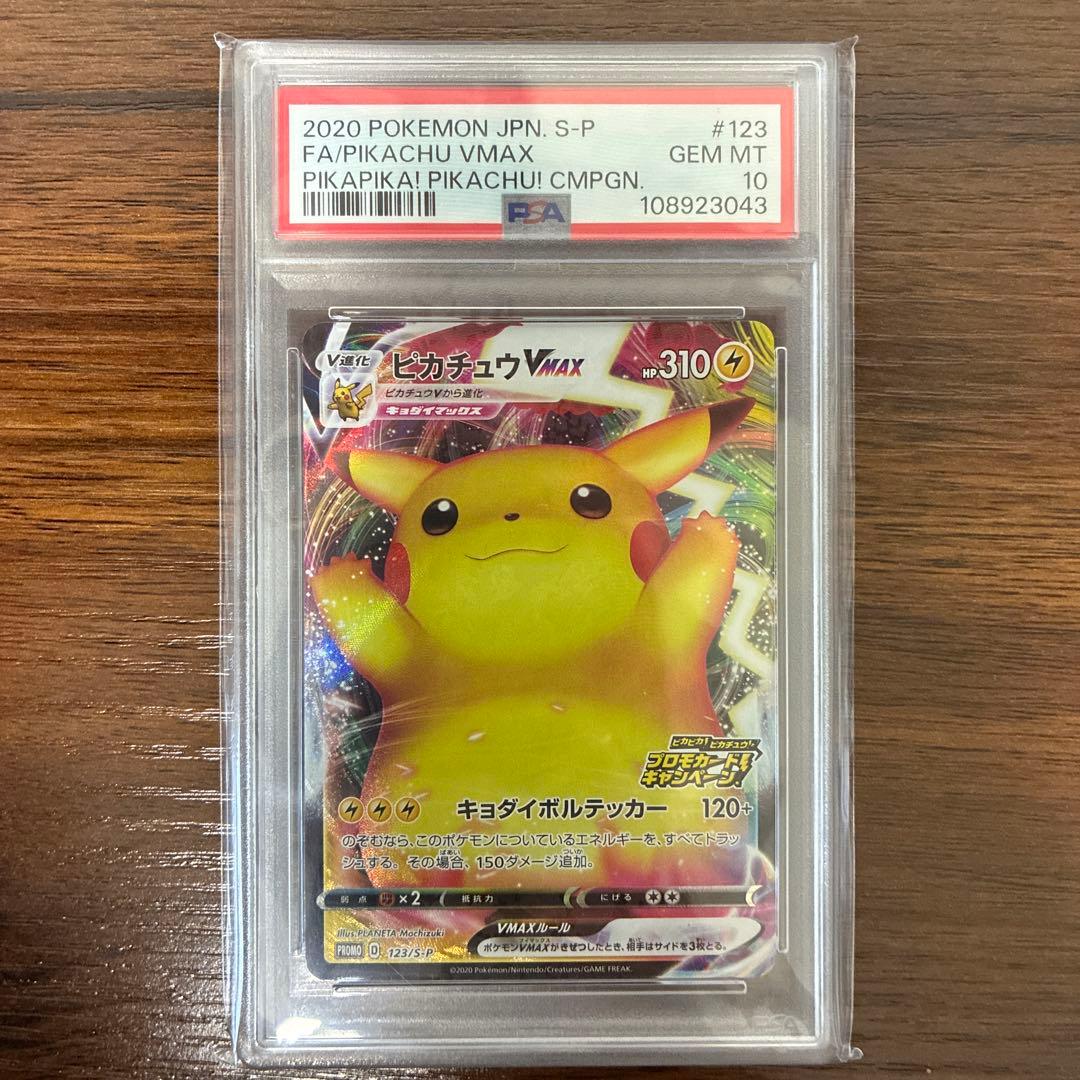 2020 POKEMON JPN. S-P #123
FA/PIKACHU VMAX GEM MT
PIKAPIKA! PIKACHU! CMPGN. 10
PSA 108923043
V進化 ピカチュウVMAX HP310
ピカチュウVから進化
キョダイマックス
ピカピカ!ピカチュウ!
プロモカード
キャンペーン!
キョダイボルテッカー 120+
のぞむなら、このポケモンについているエネルギーを、すべてトラッ
シュする。その場合、150ダメージ追加。
弱点 ×2 抵抗力 にげる
Illus.PLANETA Mochizuki
VMAXルール
ポケモンVMAXがきぜつしたとき、相手はサイドを3枚とる。
PROMO D 123/S-P
©2020 Pokémon/Nintendo/Creatures/GAME FREAK.